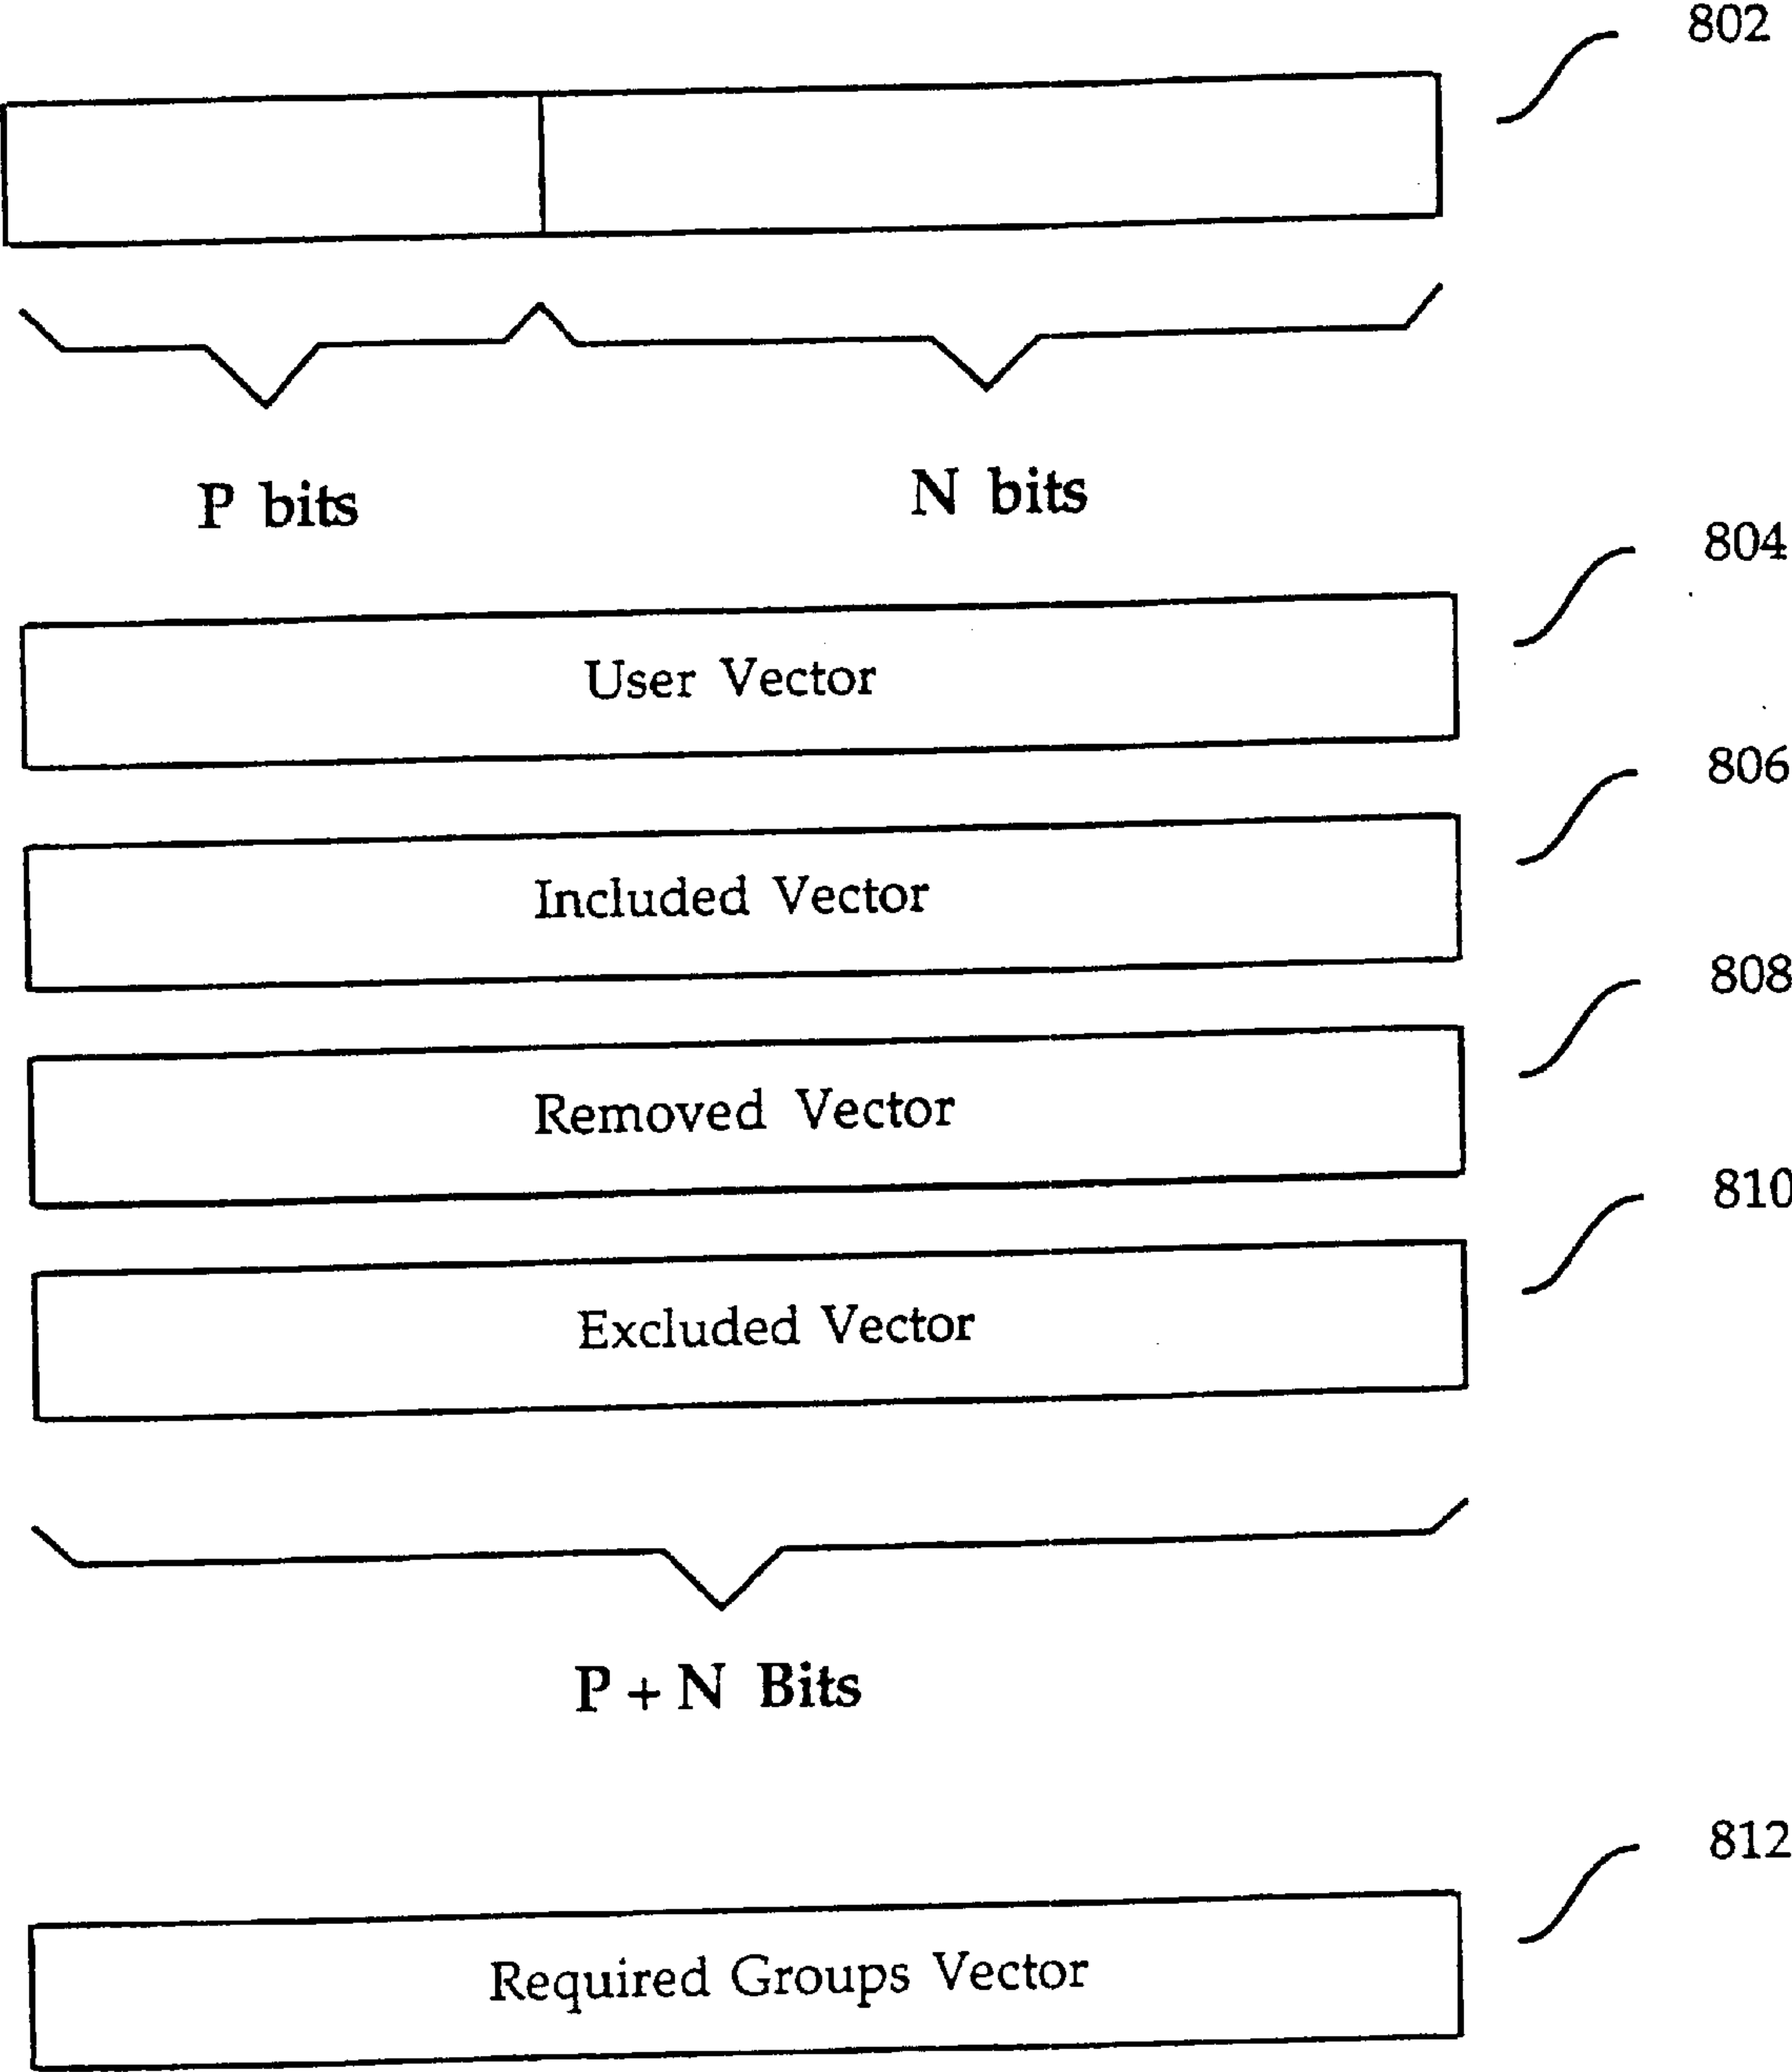 802
P bits
N bits
804
User Vector
806
Included Vector
808
Removed Vector
810
Excluded Vector
P + N Bits
812
Required Groups Vector